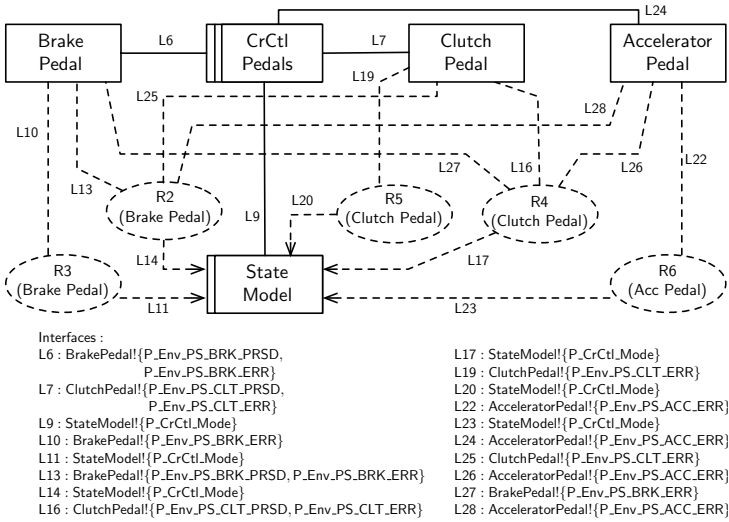 L24
Brake
Pedal
L6
CrCtl
Pedals
L7
Clutch
Pedal
Accelerator
Pedal
L19
L25
L28
L10
L13
L27
L16
L26
L22
R2
(Brake Pedal)
L9
L20
R5
(Clutch Pedal)
R4
(Clutch Pedal)
L14
L17
R3
(Brake Pedal)
State
Model
R6
(Acc Pedal)
L11
L23
Interfaces :
L6 : BrakePedal!{P_Env_PS_BRK_PRSD,
P_Env_PS_BRK_ERR}
L7 : ClutchPedal!{P_Env_PS_CLT_PRSD,
P_Env_PS_CLT_ERR}
L9 : StateModel!{P_CrCtl_Mode}
L10 : BrakePedal!{P_Env_PS_BRK_ERR}
L11 : StateModel!{P_CrCtl_Mode}
L13 : BrakePedal!{P_Env_PS_BRK_PRSD, P_Env_PS_BRK_ERR}
L14 : StateModel!{P_CrCtl_Mode}
L16 : ClutchPedal!{P_Env_PS_CLT_PRSD, P_Env_PS_CLT_ERR}
L17 : StateModel!{P_CrCtl_Mode}
L19 : ClutchPedal!{P_Env_PS_CLT_ERR}
L20 : StateModel!{P_CrCtl_Mode}
L22 : AcceleratorPedal!{P_Env_PS_ACC_ERR}
L23 : StateModel!{P_CrCtl_Mode}
L24 : AcceleratorPedal!{P_Env_PS_ACC_ERR}
L25 : ClutchPedal!{P_Env_PS_CLT_ERR}
L26 : AcceleratorPedal!{P_Env_PS_ACC_ERR}
L27 : BrakePedal!{P_Env_PS_BRK_ERR}
L28 : AcceleratorPedal!{P_Env_PS_ACC_ERR}